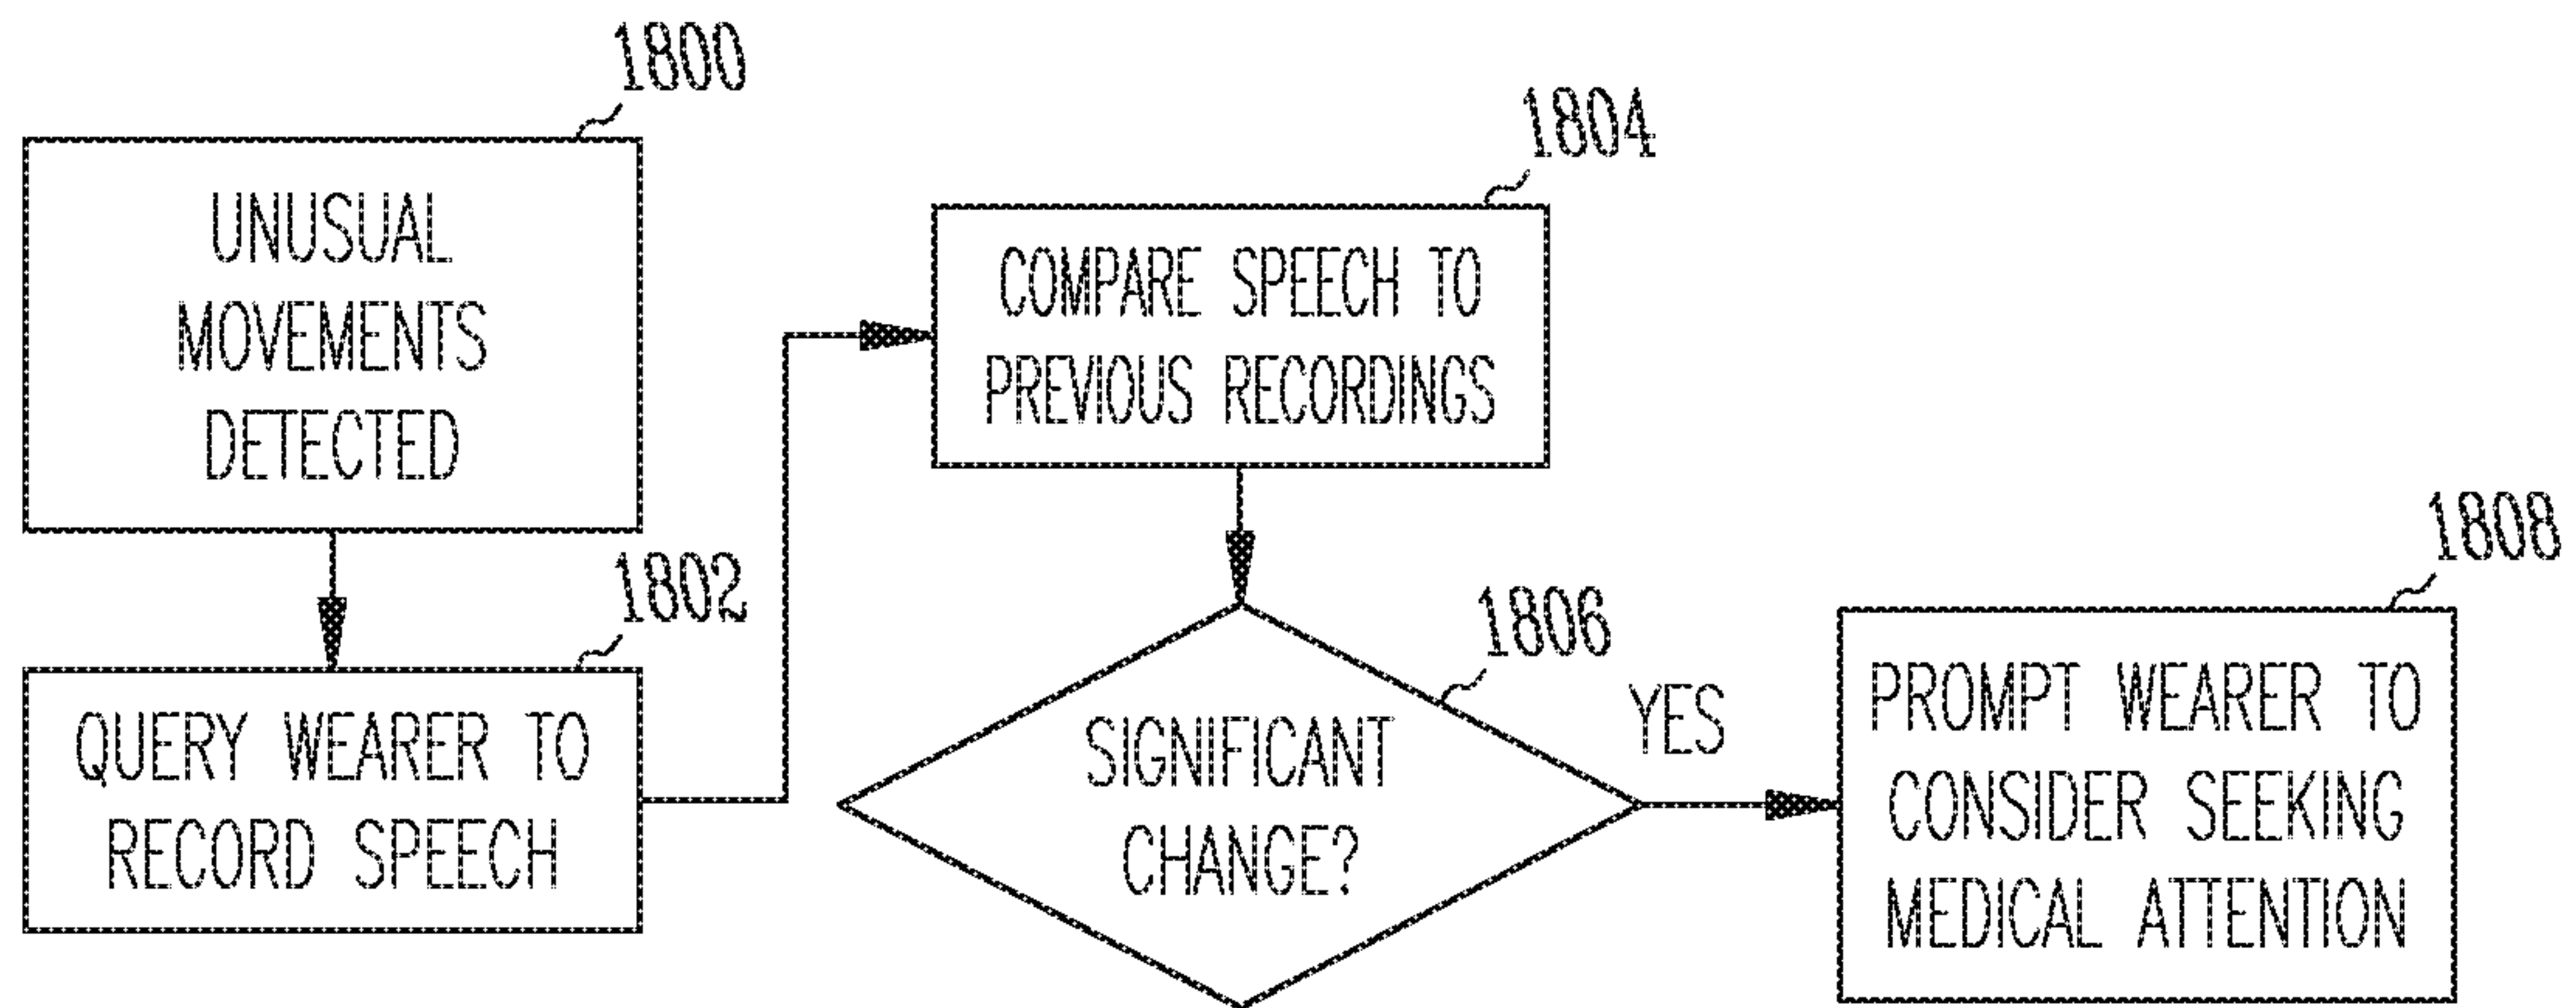 1800
UNUSUAL
MOVEMENTS
DETECTED
1802
QUERY WEARER TO
RECORD SPEECH
1804
COMPARE SPEECH TO
PREVIOUS RECORDINGS
1806
SIGNIFICANT
CHANGE?
YES
1808
PROMPT WEARER TO
CONSIDER SEEKING
MEDICAL ATTENTION